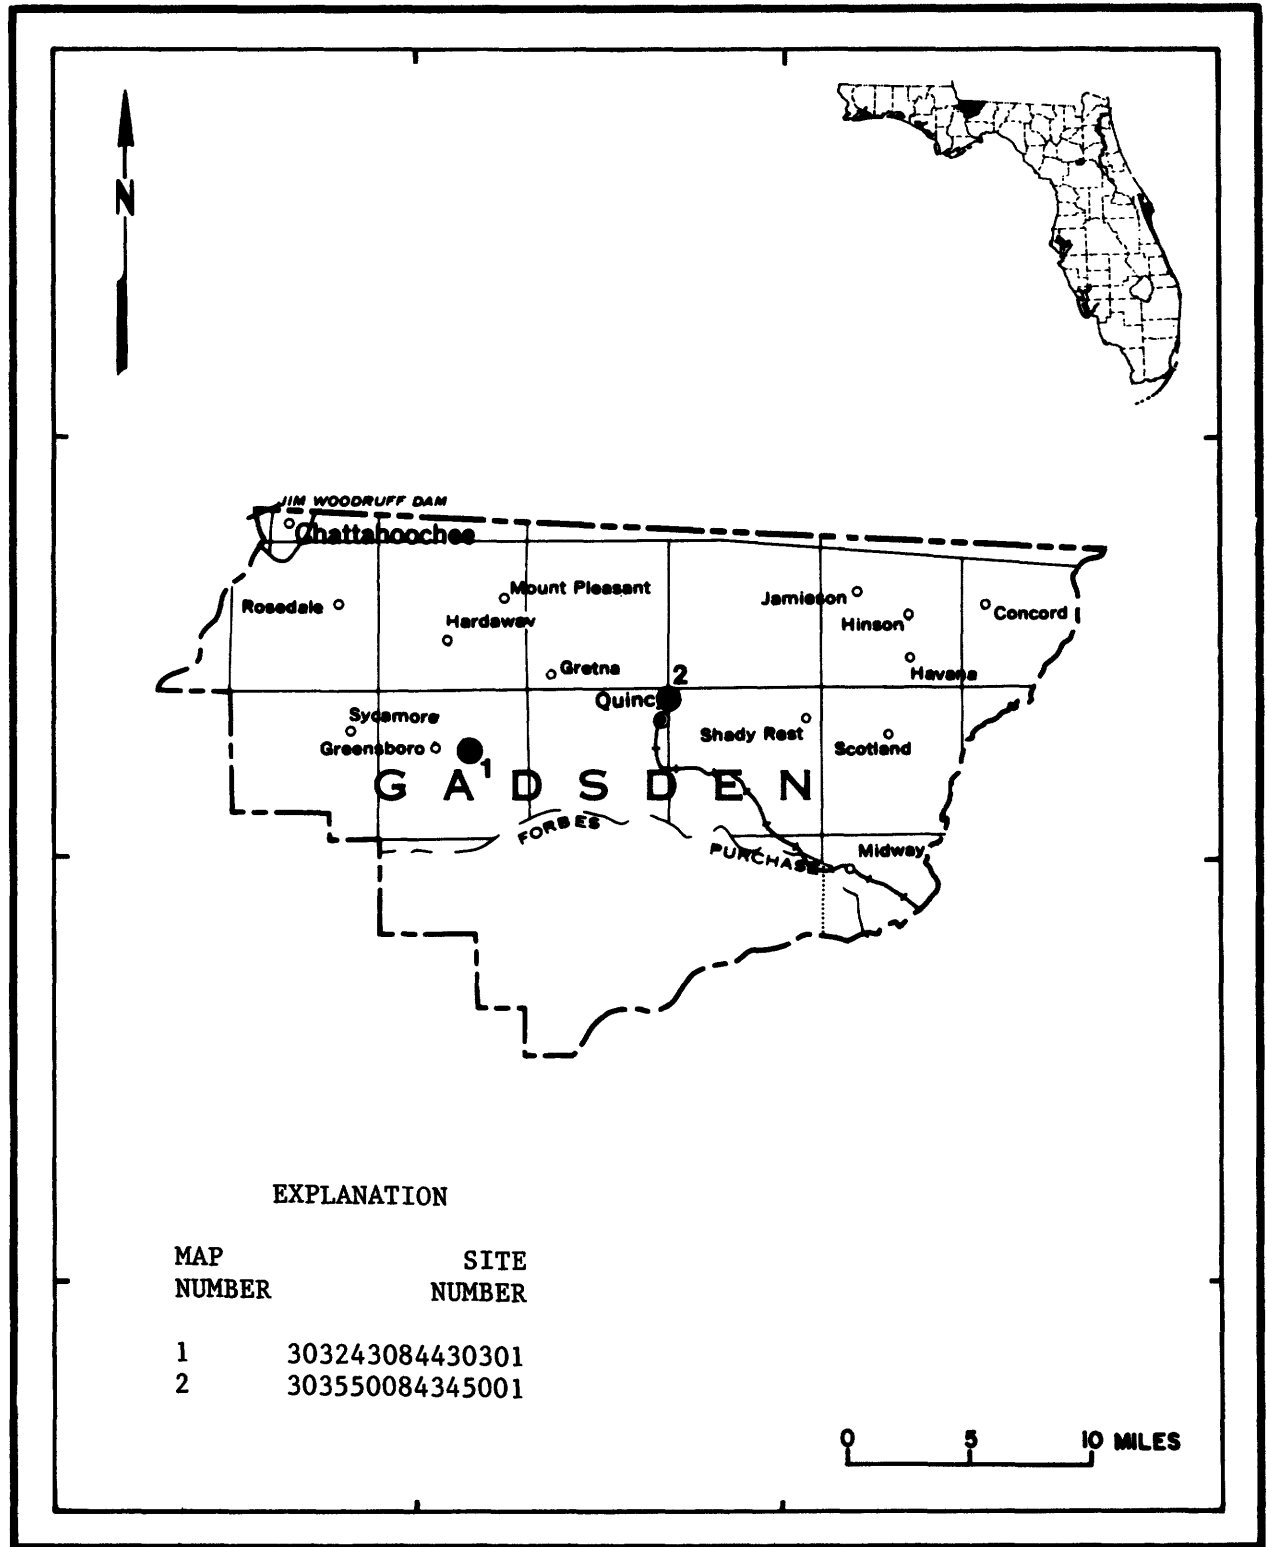 N
JIM WOODRUFF DAM
Chattahoochee
Mount Pleasant
Rosedale
Jamieson
Concord
Hardaway
Hinson
Gretna
2
Havana
Quincy
Sycamore
Shady Rest
Greensboro
Scotland
1
GADSDEN
FORBES
PURCHASE
Midway
EXPLANATION
MAP SITE
NUMBER NUMBER
1 303243084430301
2 303550084345001
0 5 10 MILES